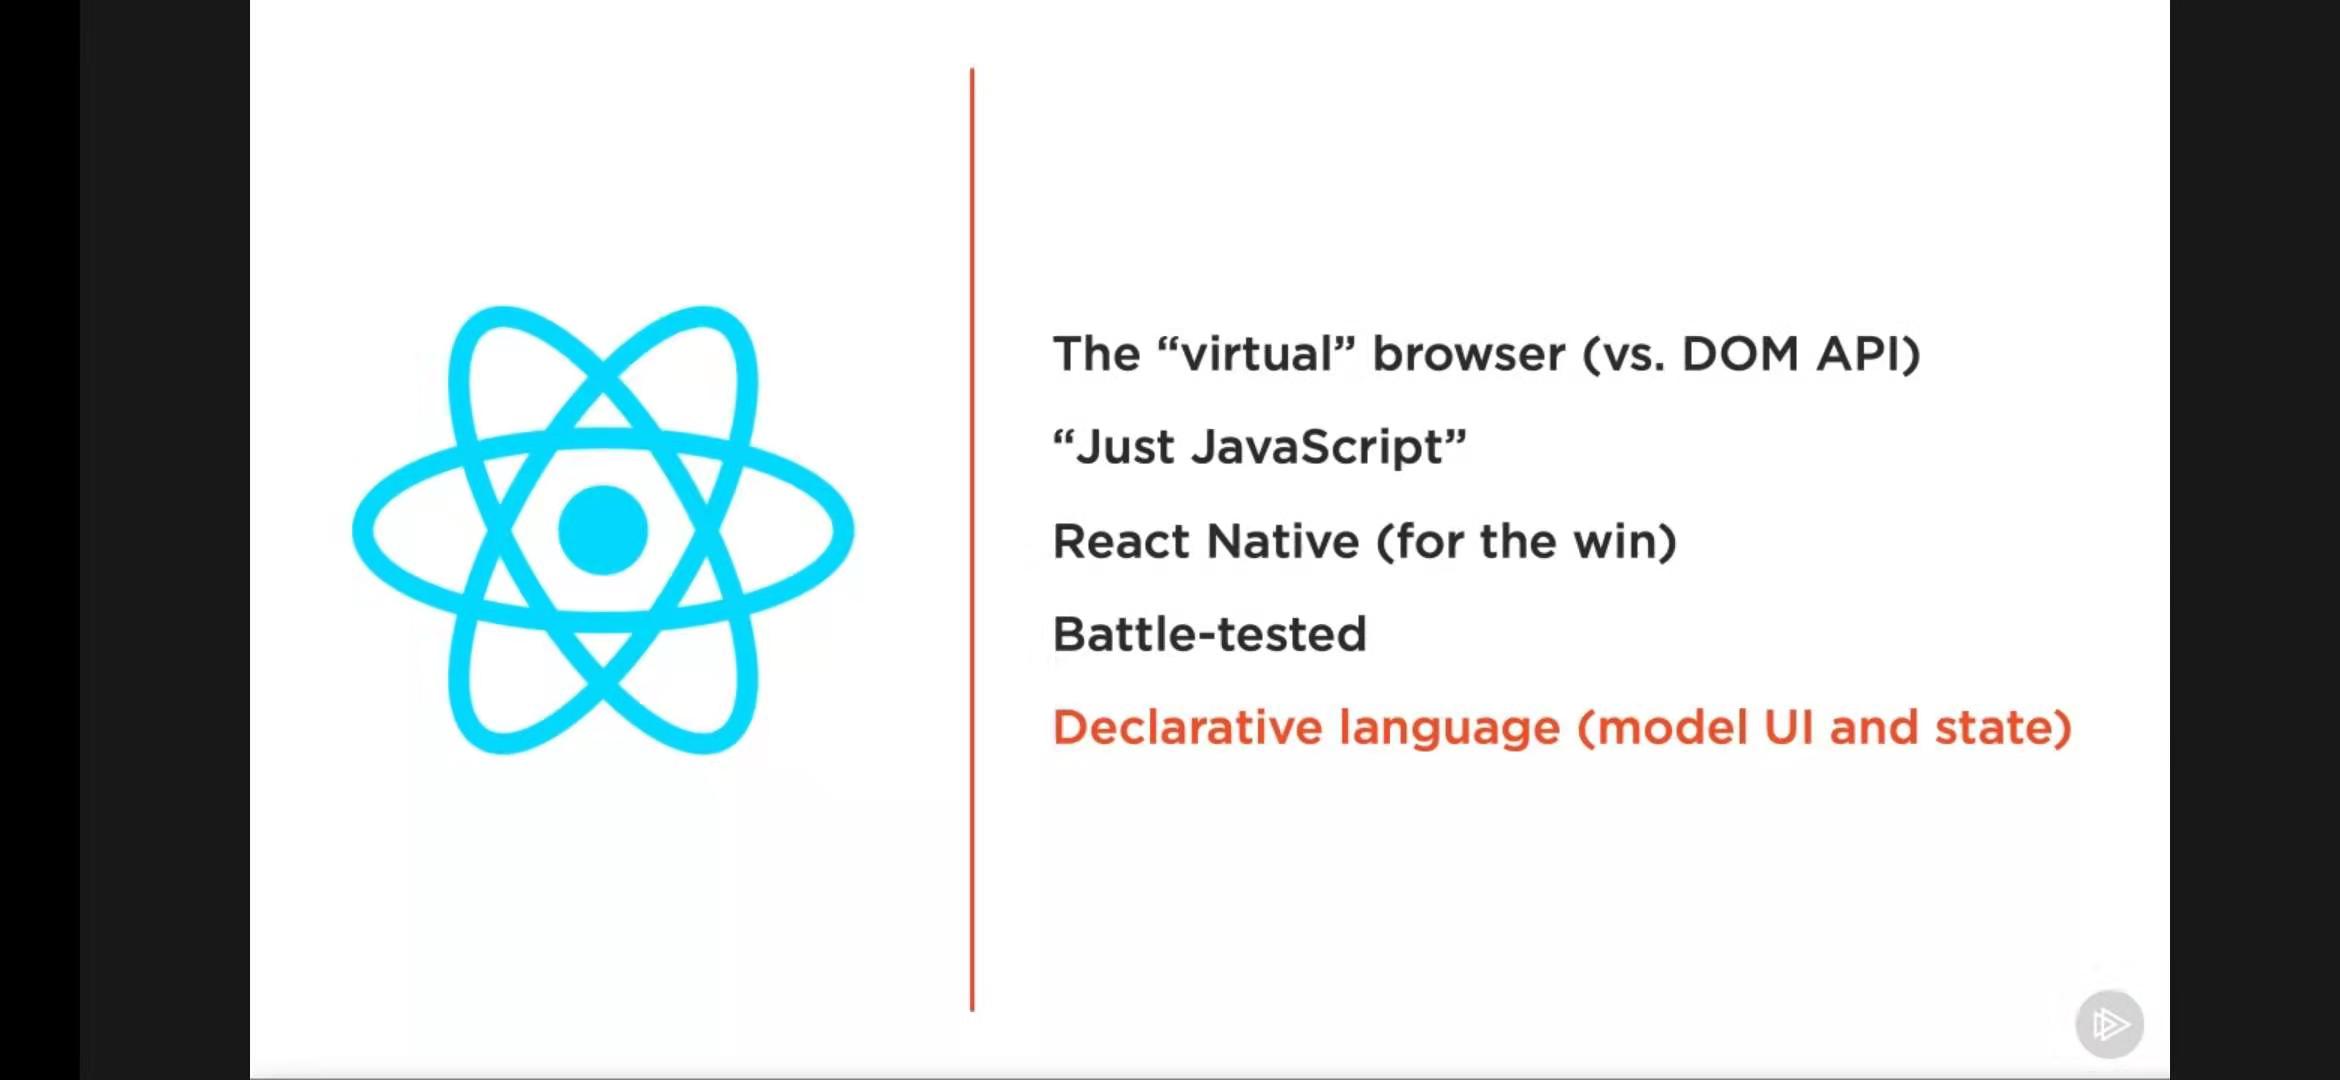 The “virtual” browser (vs. DOM API)
“Just JavaScript”
React Native (for the win)
Battle-tested
Declarative language (model UI and state)